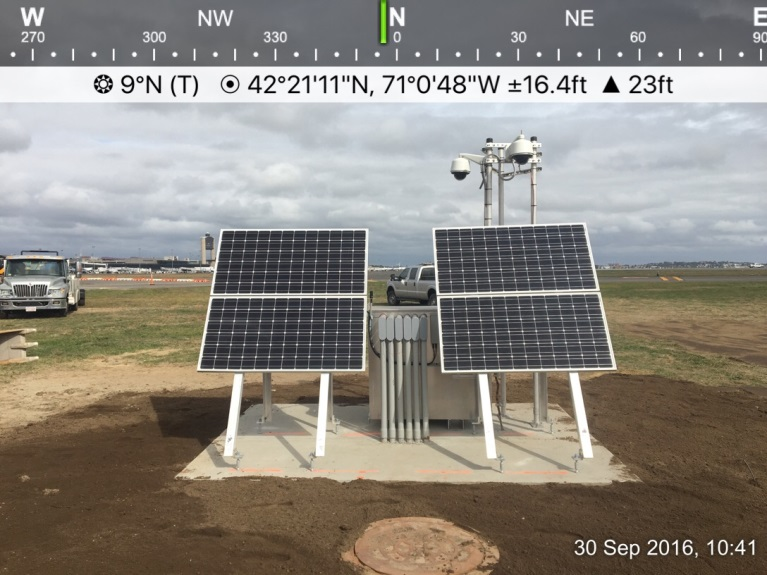 W NW N NE E
270 300 330 0 30 60 90
9°N (T) 42°21'11"N, 71°0'48"W ±16.4ft ▲ 23ft
30 Sep 2016, 10:41